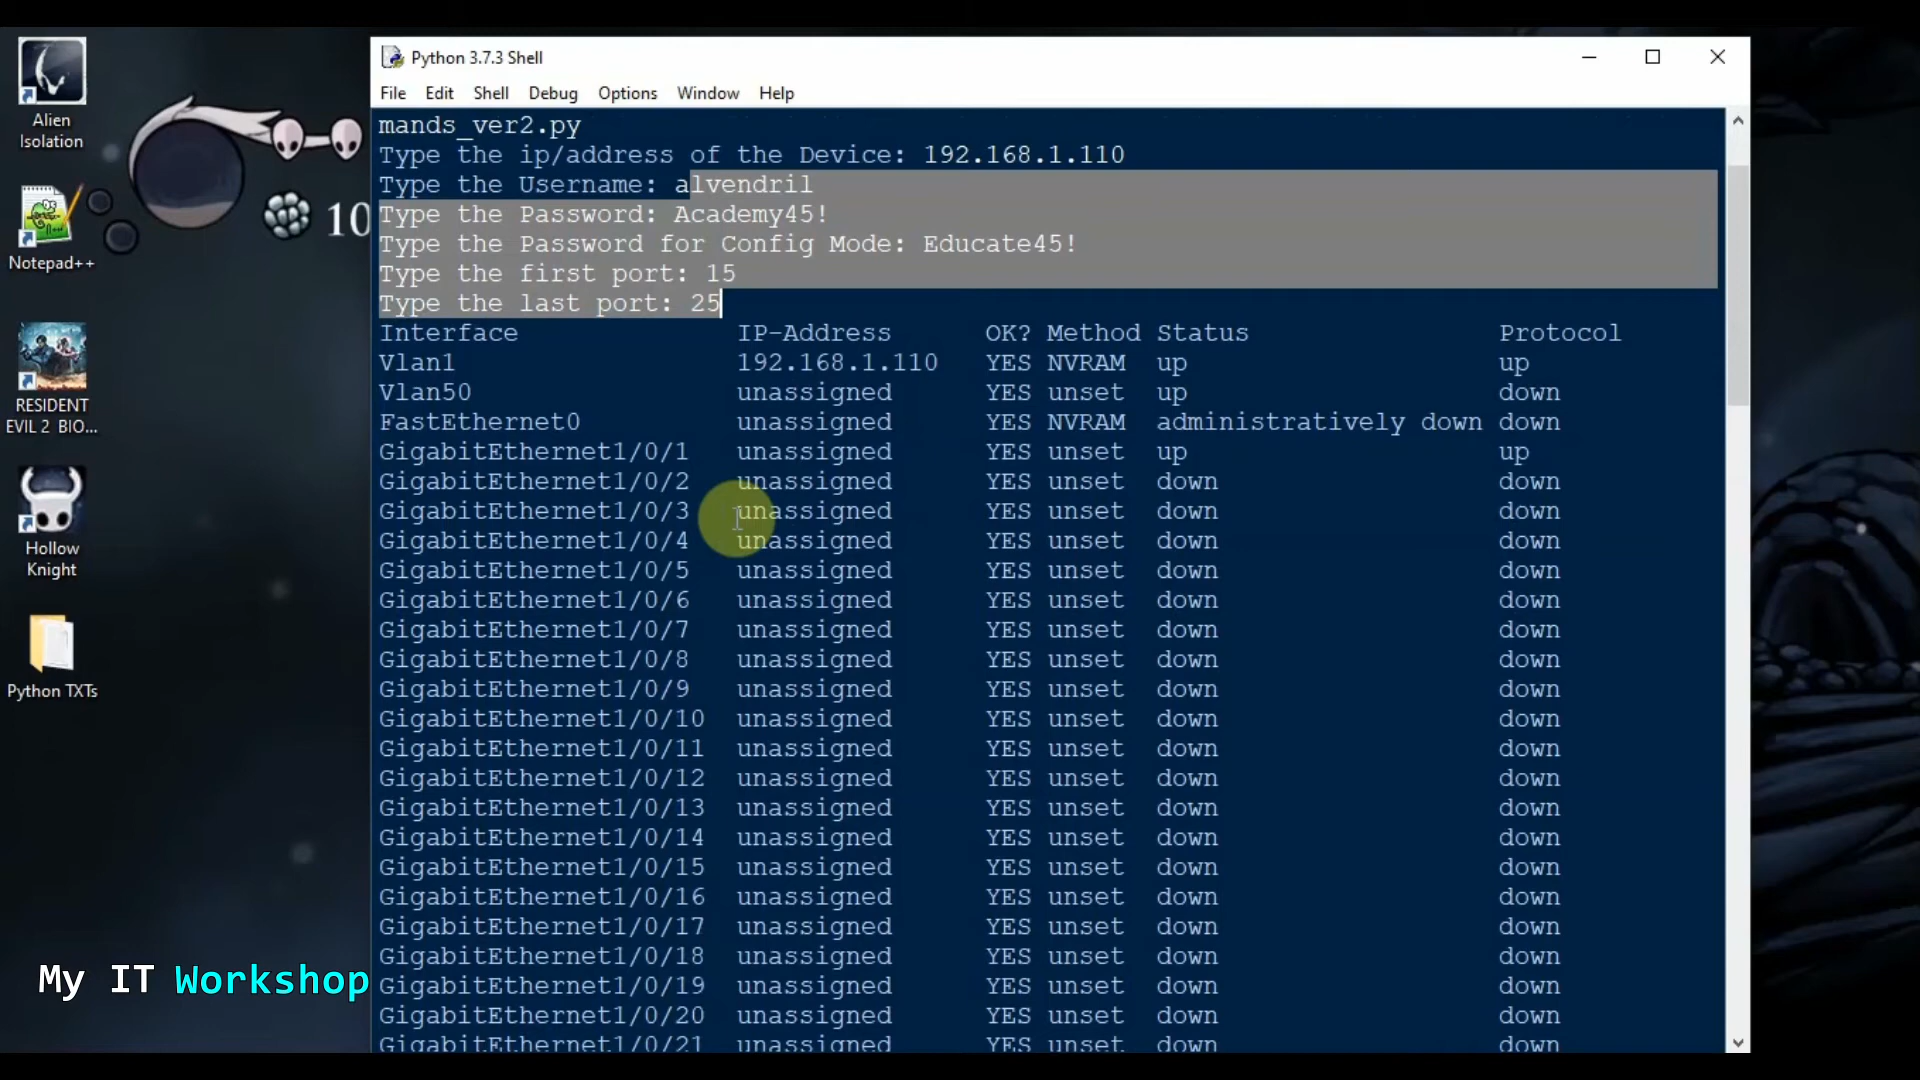 Alien
Isolation
Notepad++
RESIDENT
EVIL 2 BIO...
Hollow
Knight
Python TXTs
10
My IT Workshop
Python 3.7.3 Shell
File Edit Shell Debug Options Window Help
mands_ver2.py
Type the ip/address of the Device: 192.168.1.110
Type the Username: alvendril
Type the Password: Academy45!
Type the Password for Config Mode: Educate45!
Type the first port: 15
Type the last port: 25
Interface IP-Address OK? Method Status Protocol
Vlan1 192.168.1.110 YES NVRAM up up
Vlan50 unassigned YES unset up down
FastEthernet0 unassigned YES NVRAM administratively down down
GigabitEthernet1/0/1 unassigned YES unset up up
GigabitEthernet1/0/2 unassigned YES unset down down
GigabitEthernet1/0/3 unassigned YES unset down down
GigabitEthernet1/0/4 unassigned YES unset down down
GigabitEthernet1/0/5 unassigned YES unset down down
GigabitEthernet1/0/6 unassigned YES unset down down
GigabitEthernet1/0/7 unassigned YES unset down down
GigabitEthernet1/0/8 unassigned YES unset down down
GigabitEthernet1/0/9 unassigned YES unset down down
GigabitEthernet1/0/10 unassigned YES unset down down
GigabitEthernet1/0/11 unassigned YES unset down down
GigabitEthernet1/0/12 unassigned YES unset down down
GigabitEthernet1/0/13 unassigned YES unset down down
GigabitEthernet1/0/14 unassigned YES unset down down
GigabitEthernet1/0/15 unassigned YES unset down down
GigabitEthernet1/0/16 unassigned YES unset down down
GigabitEthernet1/0/17 unassigned YES unset down down
GigabitEthernet1/0/18 unassigned YES unset down down
GigabitEthernet1/0/19 unassigned YES unset down down
GigabitEthernet1/0/20 unassigned YES unset down down
GigabitEthernet1/0/21 unassigned YES unset down down